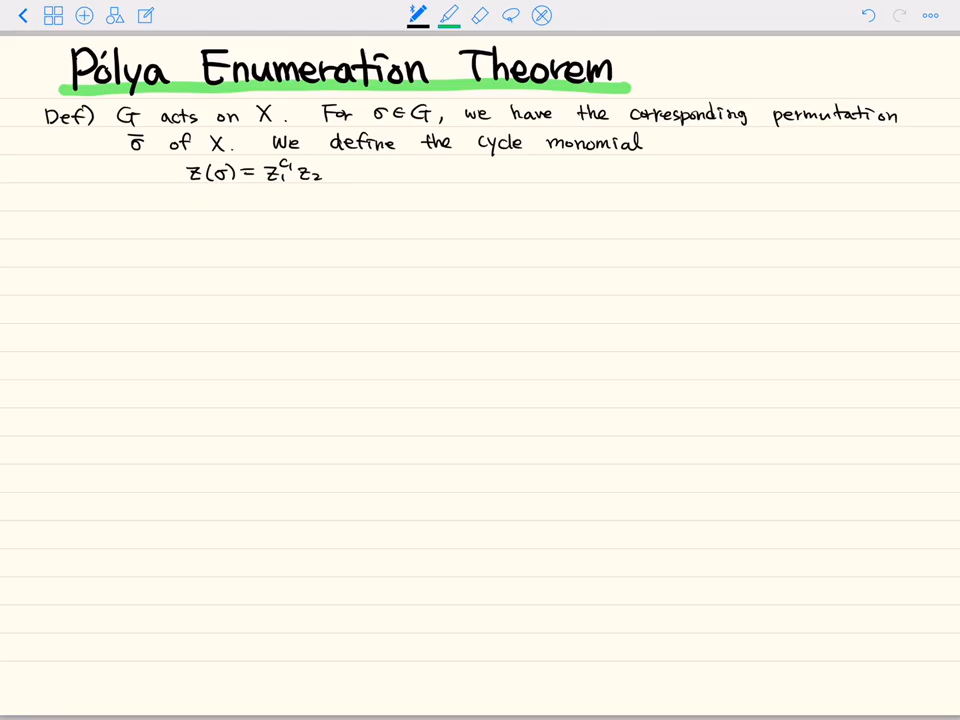 Pólya Enumeration Theorem
Def) G acts on X. For σ∈G, we have the corresponding permutation
σ̅ of X. We define the cycle monomial
z(σ) = z₁^c₁ z₂